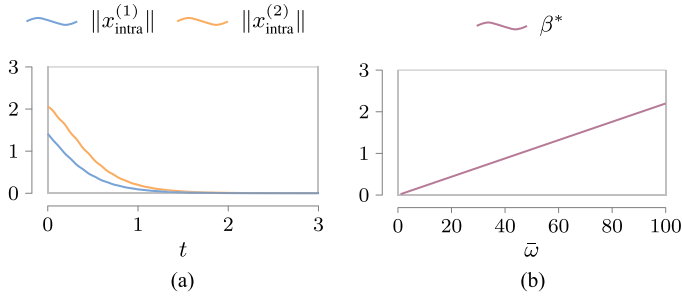 ‖x_intra^(1)‖ ‖x_intra^(2)‖
3
2
1
0
0 1 2 3
t
(a)
β*
3
2
1
0
0 20 40 60 80 100
ω̄
(b)